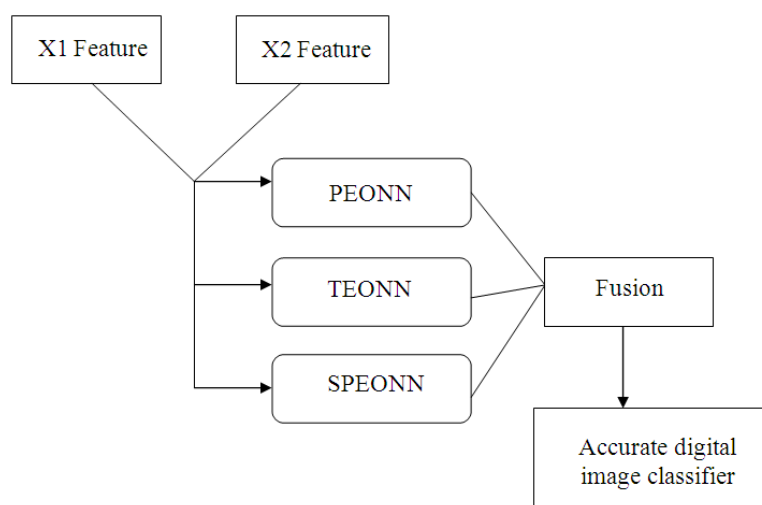 X1 Feature
X2 Feature
PEONN
TEONN
SPEONN
Fusion
Accurate digital
image classifier